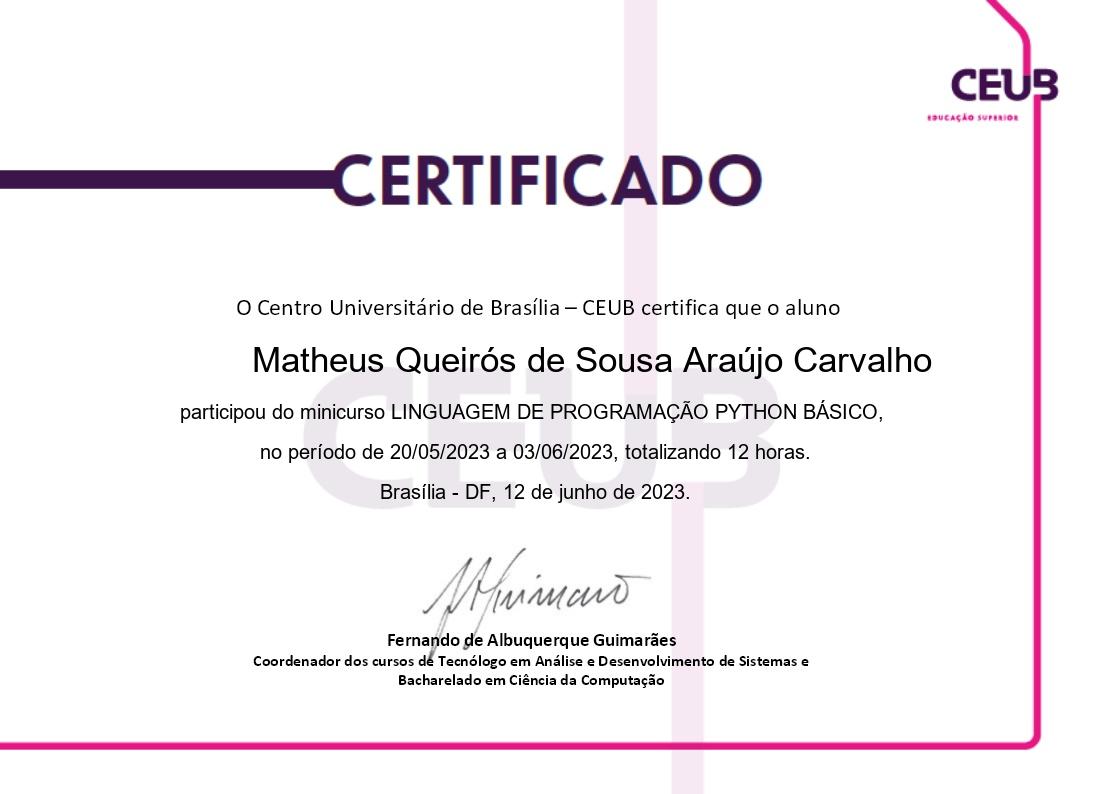 CEUB
EDUCAÇÃO SUPERIOR
CERTIFICADO
O Centro Universitário de Brasília – CEUB certifica que o aluno
Matheus Queirós de Sousa Araújo Carvalho
participou do minicurso LINGUAGEM DE PROGRAMAÇÃO PYTHON BÁSICO,
no período de 20/05/2023 a 03/06/2023, totalizando 12 horas.
Brasília - DF, 12 de junho de 2023.
CEUB
Fernando de Albuquerque Guimarães
Coordenador dos cursos de Tecnólogo em Análise e Desenvolvimento de Sistemas e
Bacharelado em Ciência da Computação